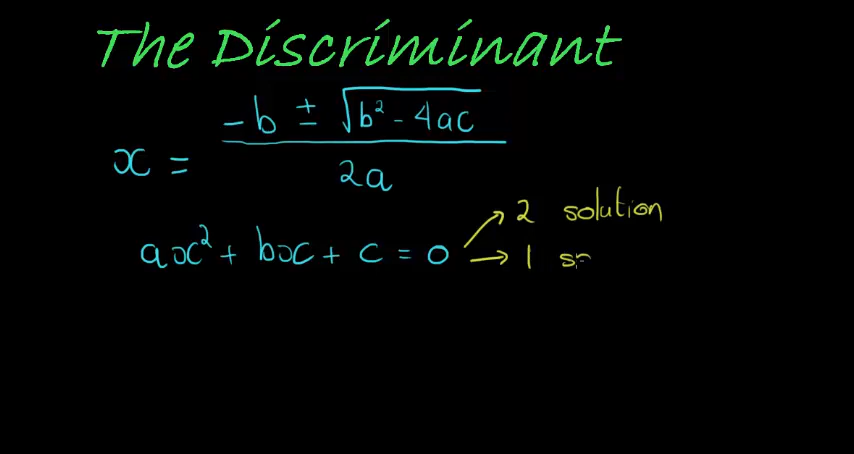 The Discriminant
x = -b ± √b² - 4ac / 2a
ax² + bx + c = 0
2 solution
1